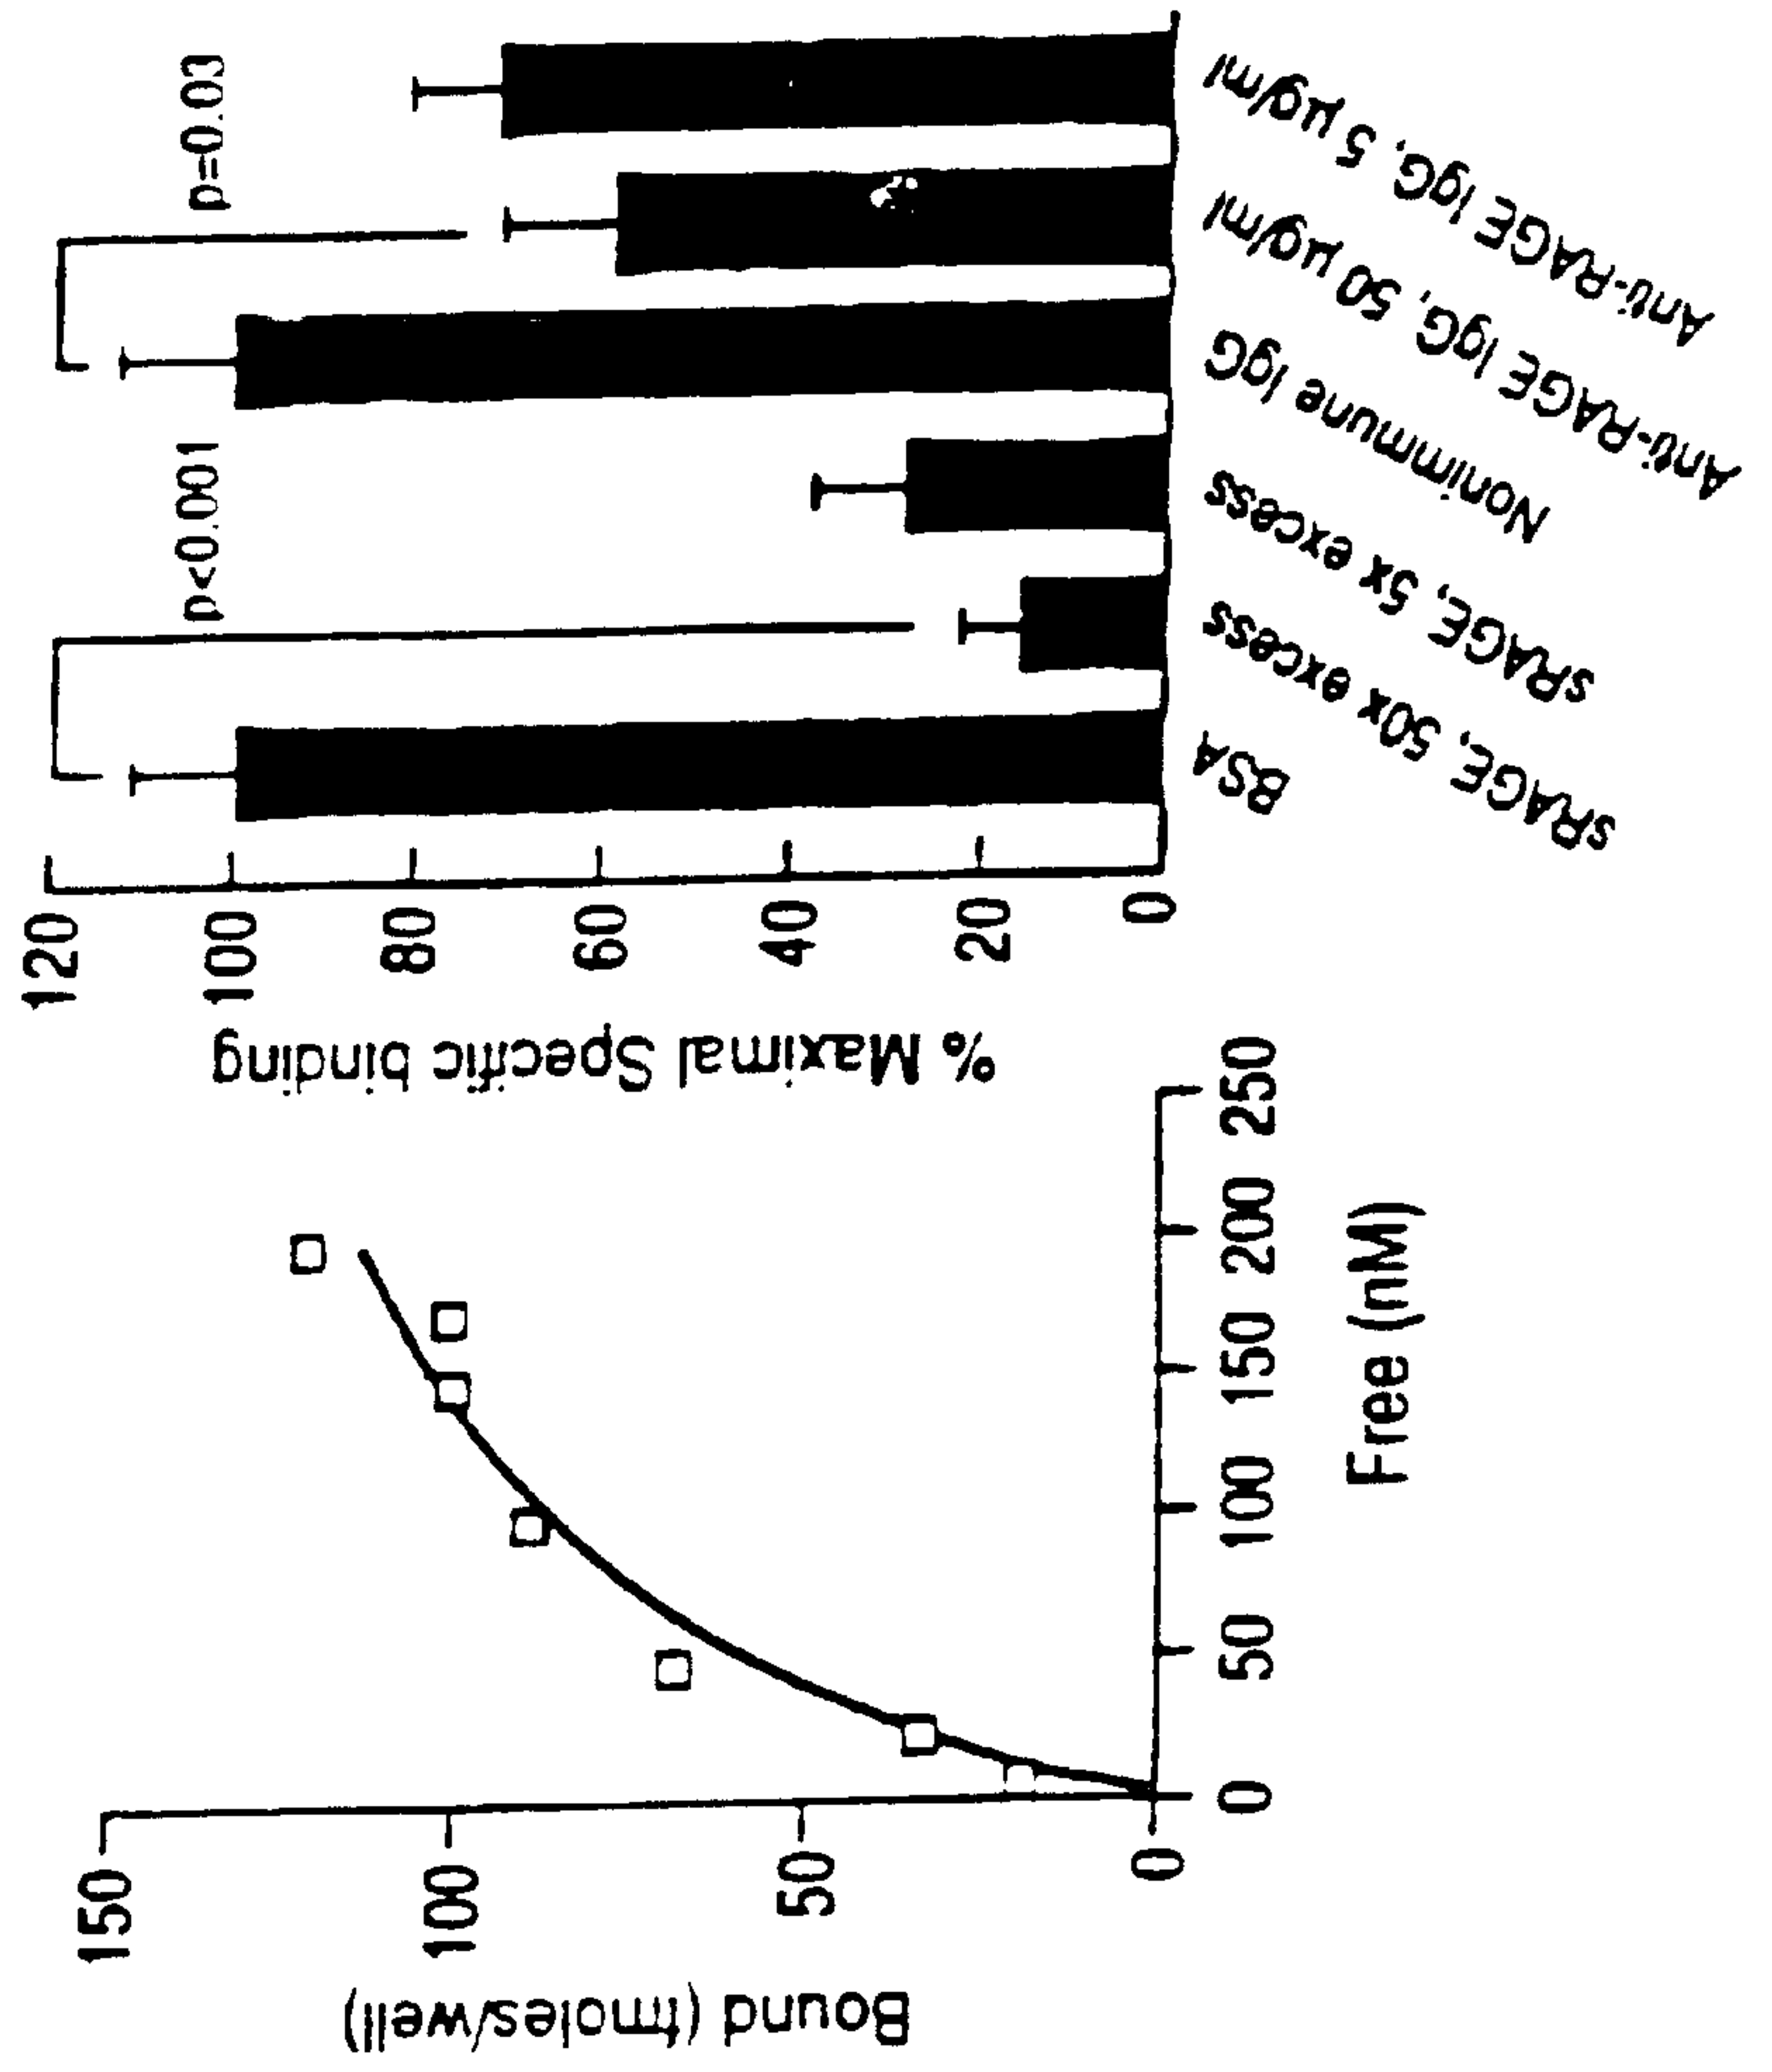 Bound (fmoles/well)
150
100
50
0
0
50
100
150
200
250
Free (nM)
% Maximal Specific binding
120
100
80
60
40
20
0
p<0.001
p=0.03
BSA
sRAGE, 50x excess
sRAGE, 5x excess
Nonimmune IgG
Anti-RAGE IgG, 50 µg/ml
Anti-RAGE IgG, 5 µg/ml